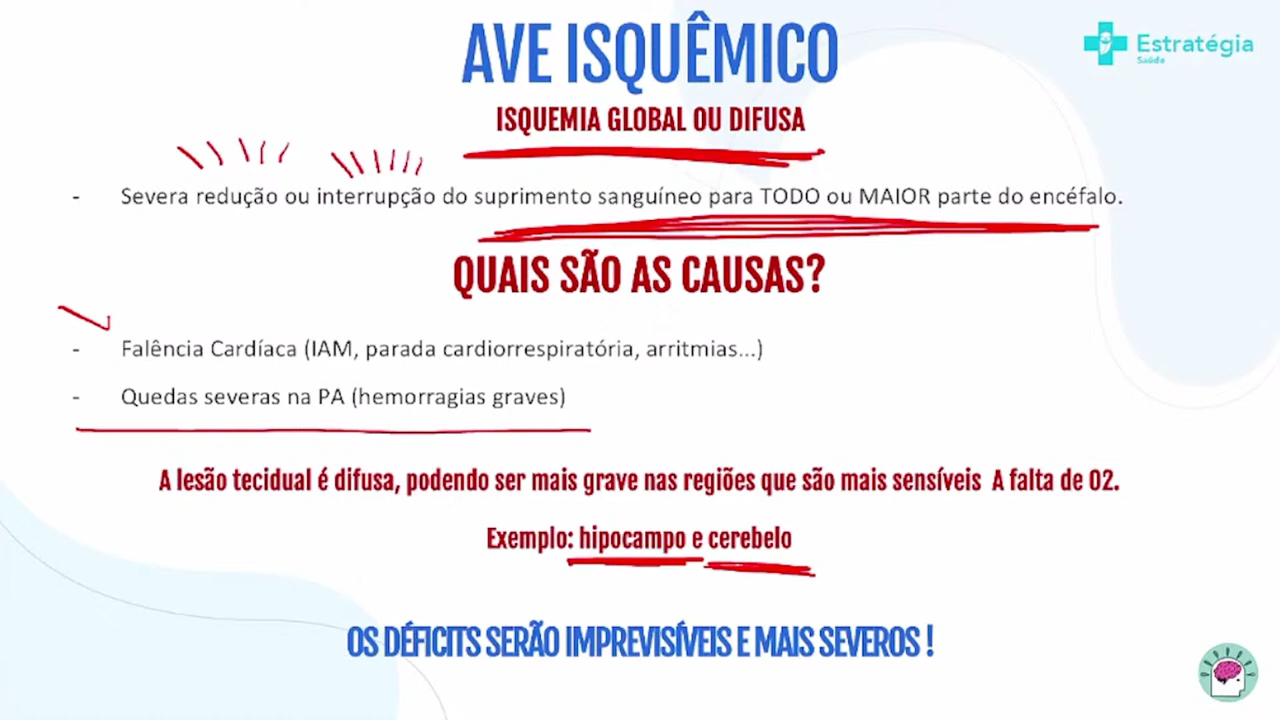 AVE ISQUÊMICO
Estratégia
Saúde
ISQUEMIA GLOBAL OU DIFUSA
- Severa redução ou interrupção do suprimento sanguíneo para TODO ou MAIOR parte do encéfalo.
QUAIS SÃO AS CAUSAS?
- Falência Cardíaca (IAM, parada cardiorrespiratória, arritmias...)
- Quedas severas na PA (hemorragias graves)
A lesão tecidual é difusa, podendo ser mais grave nas regiões que são mais sensíveis A falta de O2.
Exemplo: hipocampo e cerebelo
OS DÉFICITS SERÃO IMPREVISÍVEIS E MAIS SEVEROS !